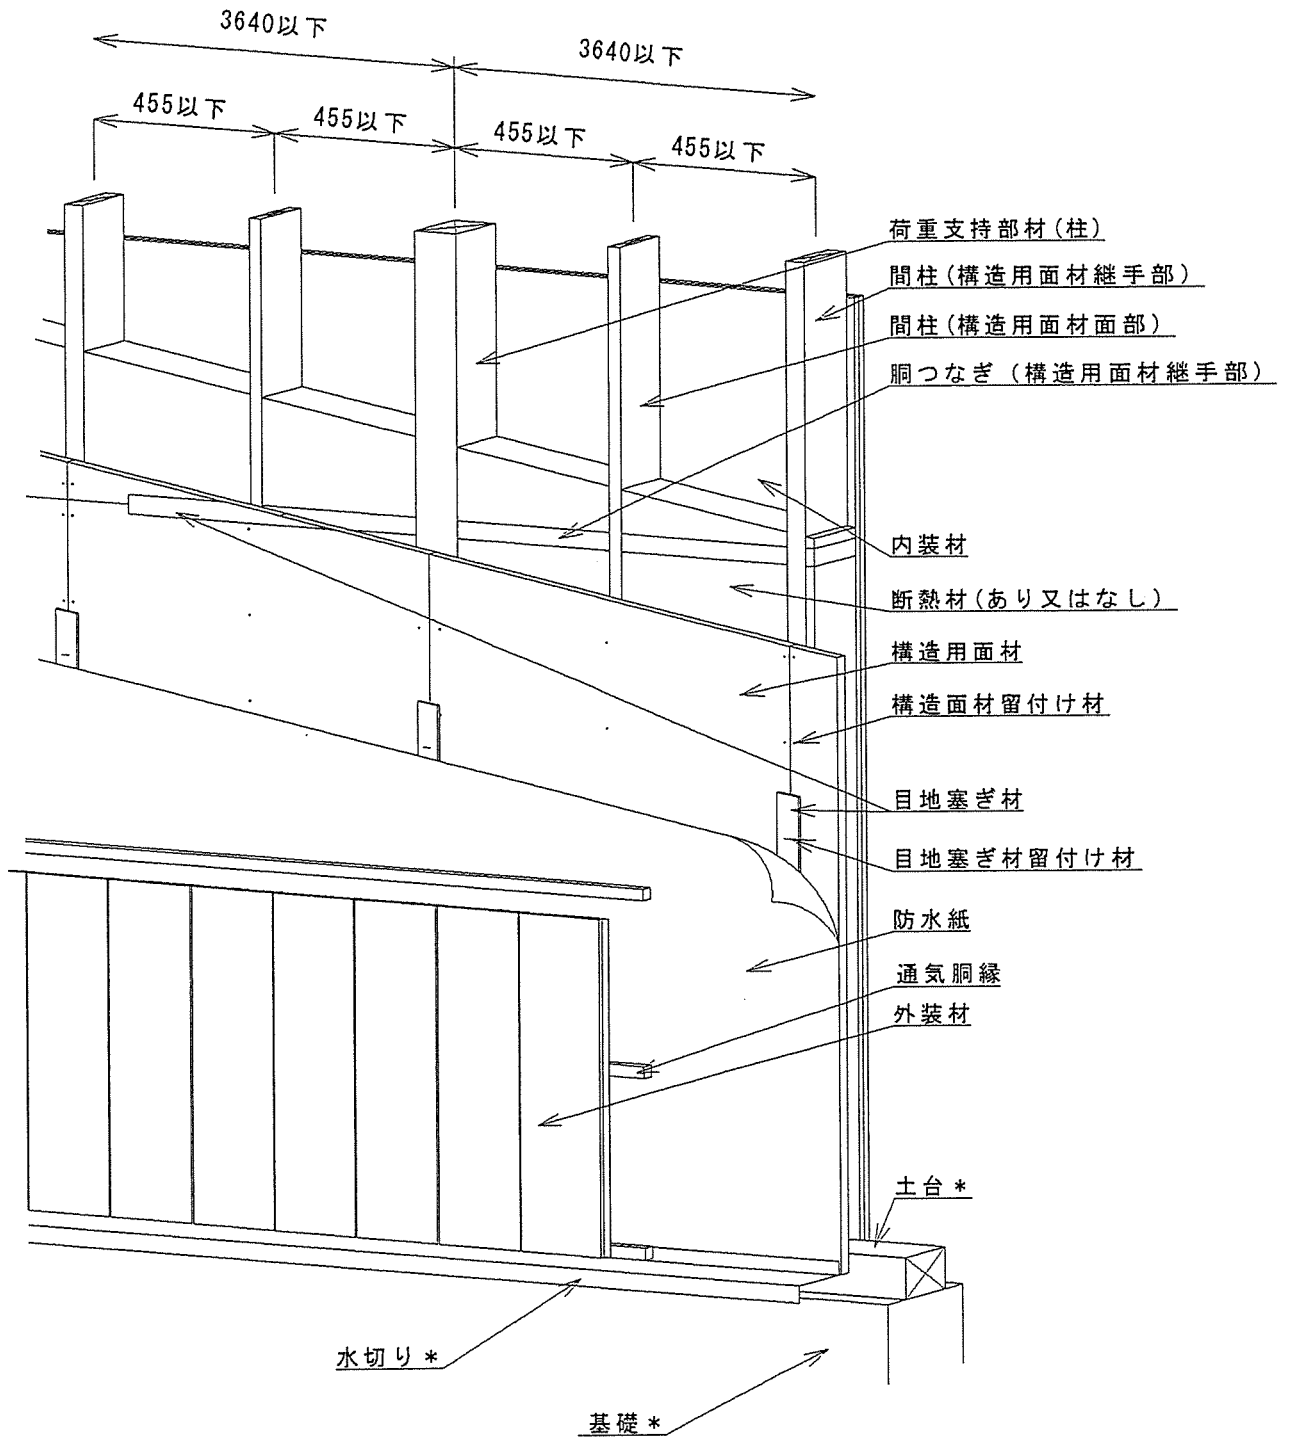 3640以下
3640以下
455以下
455以下
455以下
455以下
荷重支持部材(柱)
間柱(構造用面材継手部)
間柱(構造用面材面部)
胴つなぎ(構造用面材継手部)
内装材
断熱材(あり又はなし)
構造用面材
構造面材留付け材
目地塞ぎ材
目地塞ぎ材留付け材
防水紙
通気胴縁
外装材
土台*
水切り*
基礎*